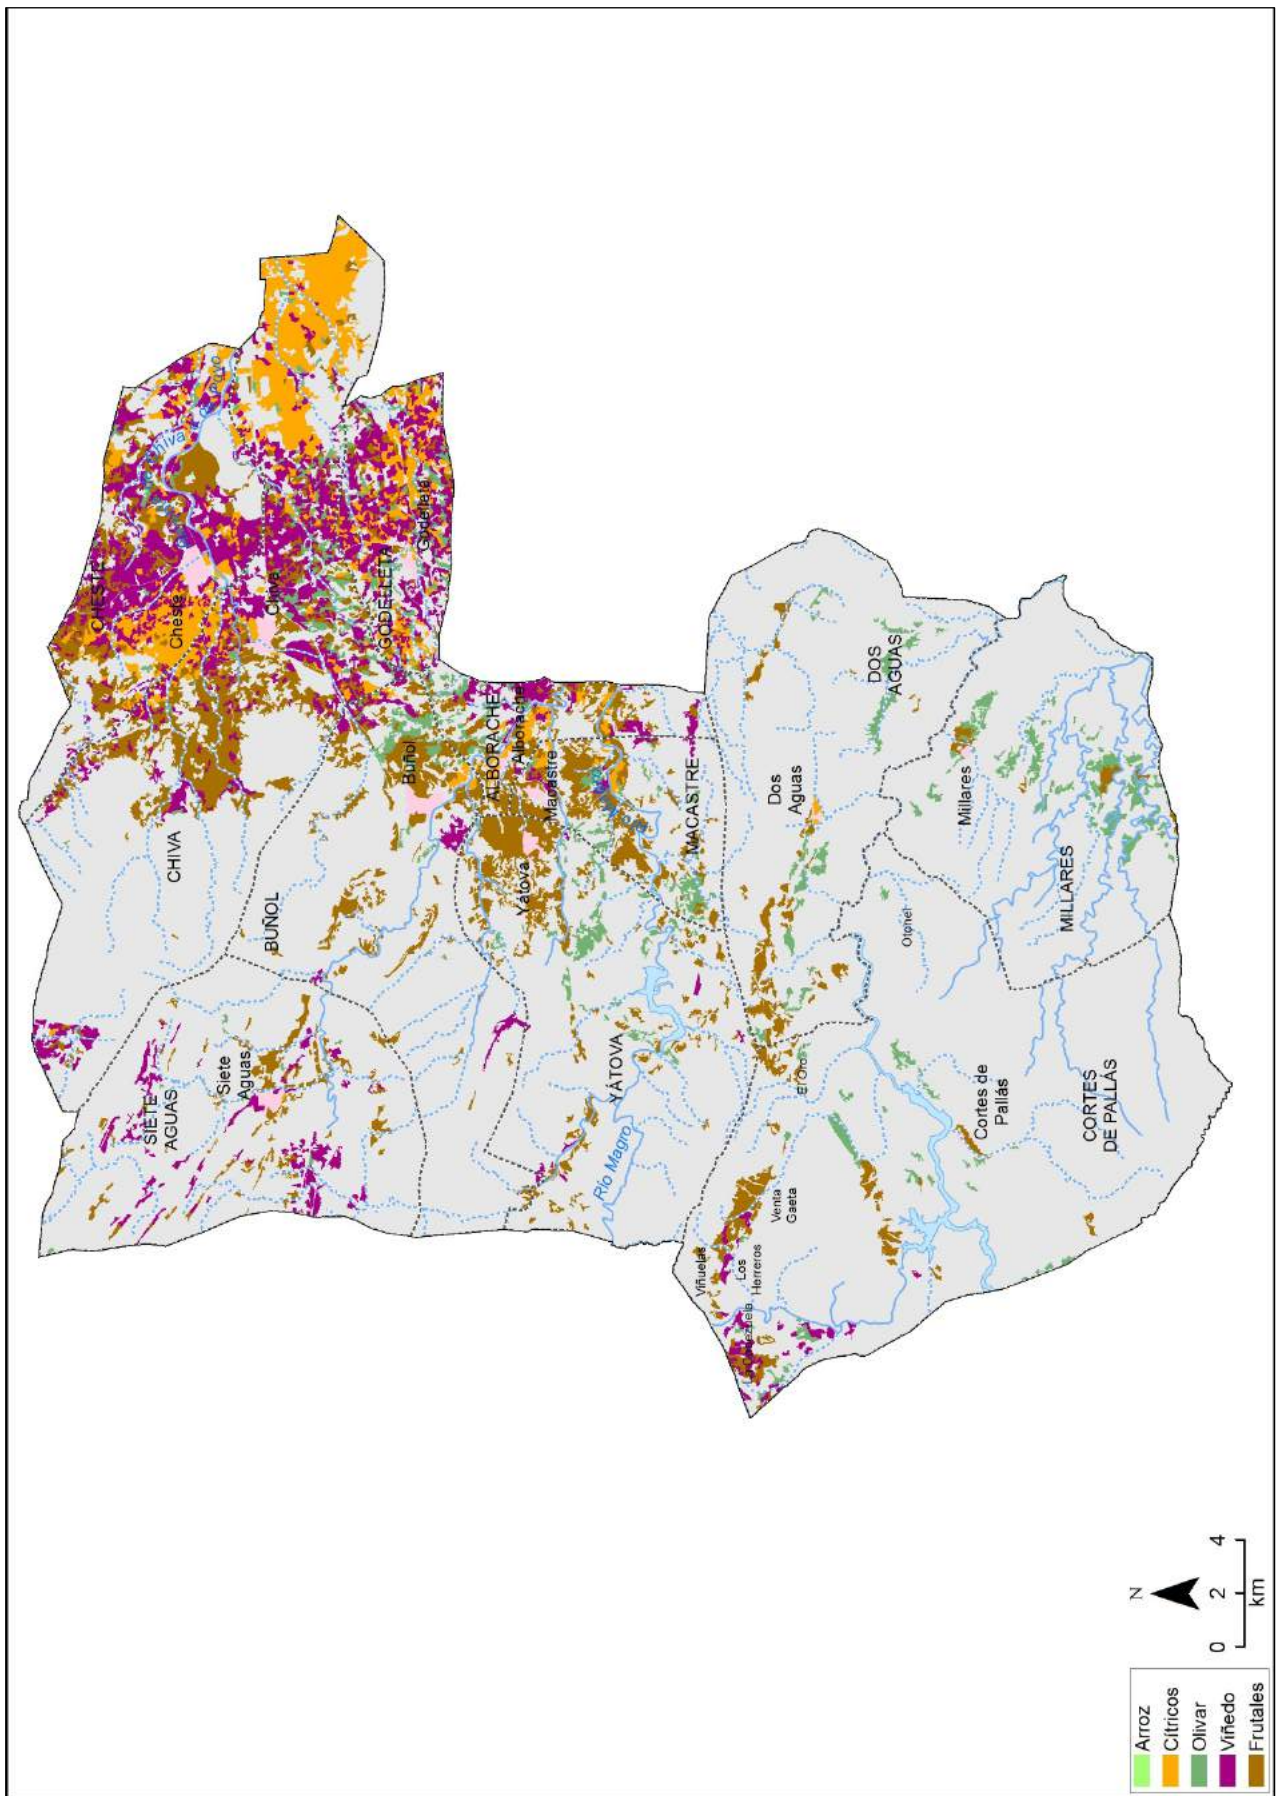 CHESTE
Cheste
Chiva
GODELLETA
Godelleta
CHIVA
BUÑOL
Buñol
ALBORACHE
Alborache
Macastre
Yátova
SIETE
AGUAS
Siete
Aguas
MACASTRE
YÁTOVA
Río Magro
DOS
AGUAS
Dos
Aguas
Millares
MILLARES
Otonel
El Oro
Cortes de
Pallás
CORTES
DE PALLÁS
Venta
Gaeta
Viñuelas
Los
Herreros
Arroz
Cítricos
Olivar
Viñedo
Frutales
N
0 2 4
km